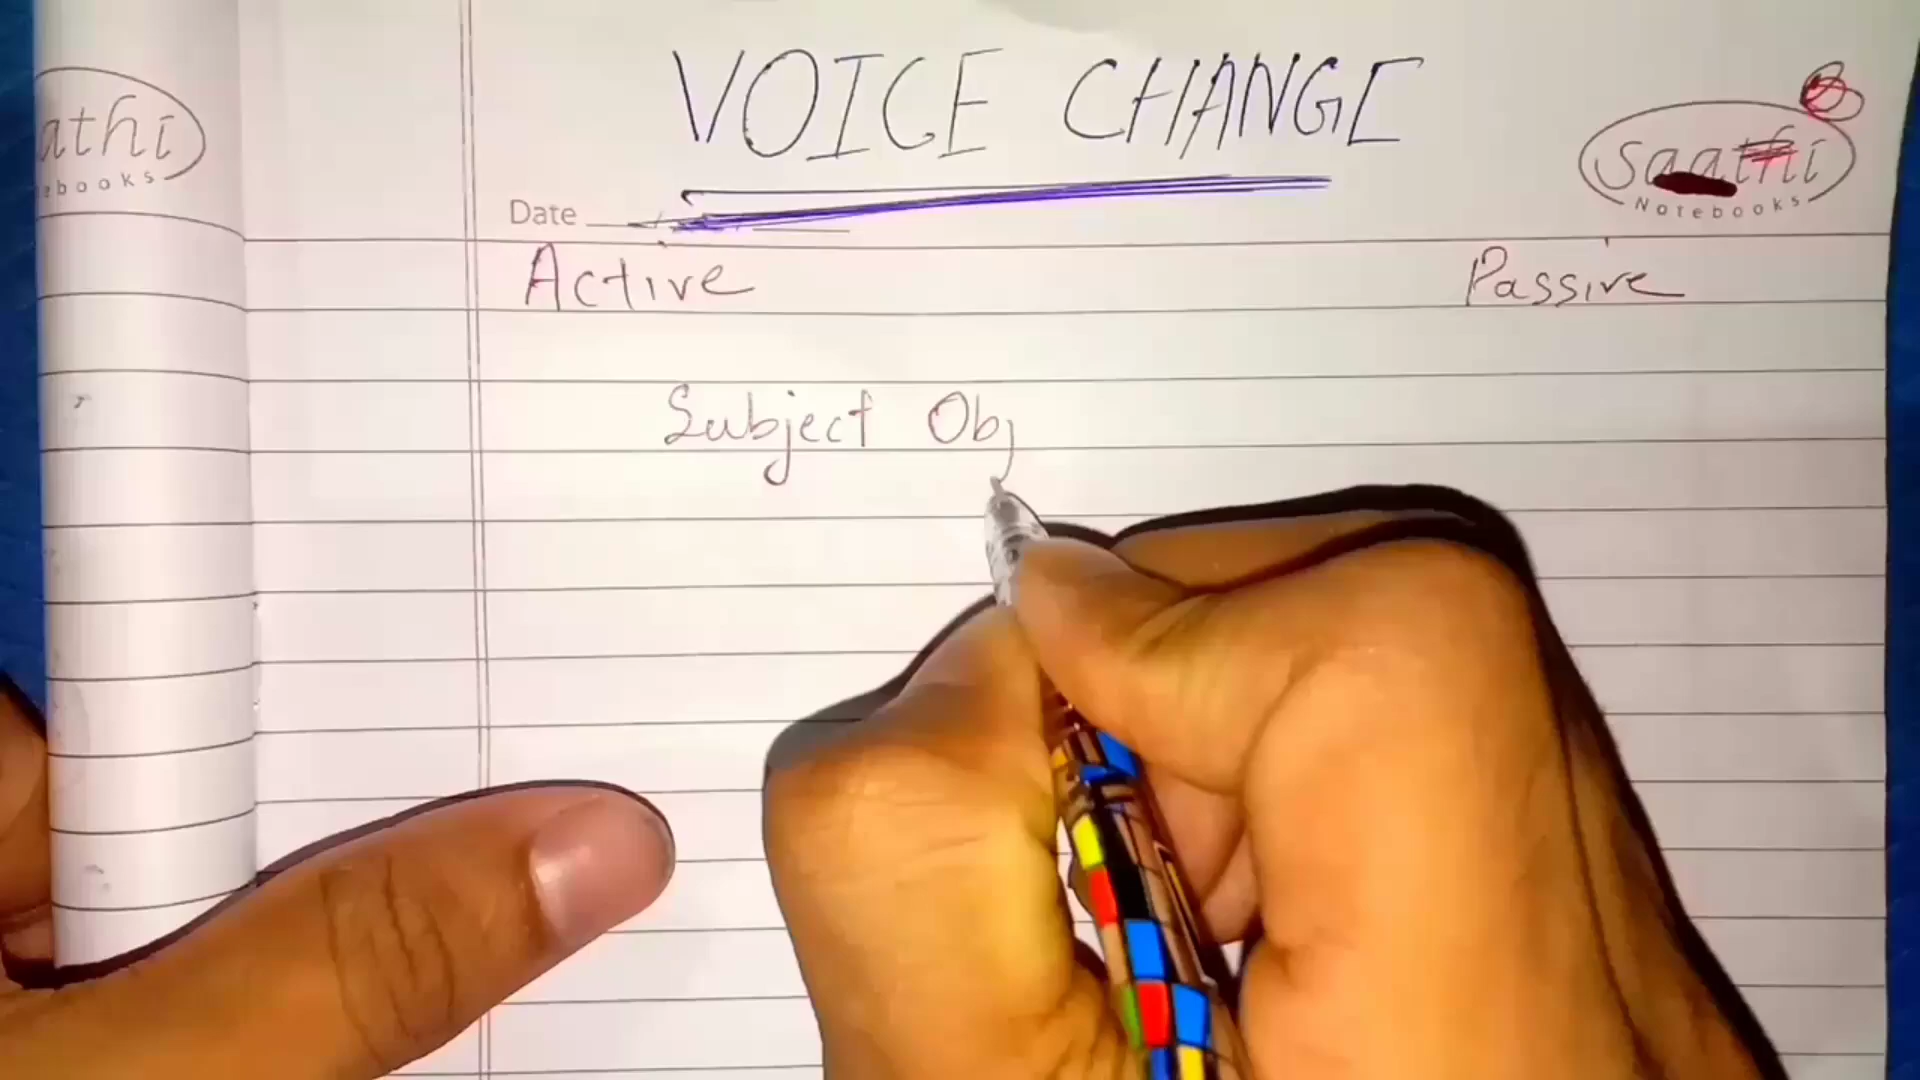 VOICE CHANGE
athi
ebooks
Saathi
Notebooks
Date
Active Passive
Subject Obj